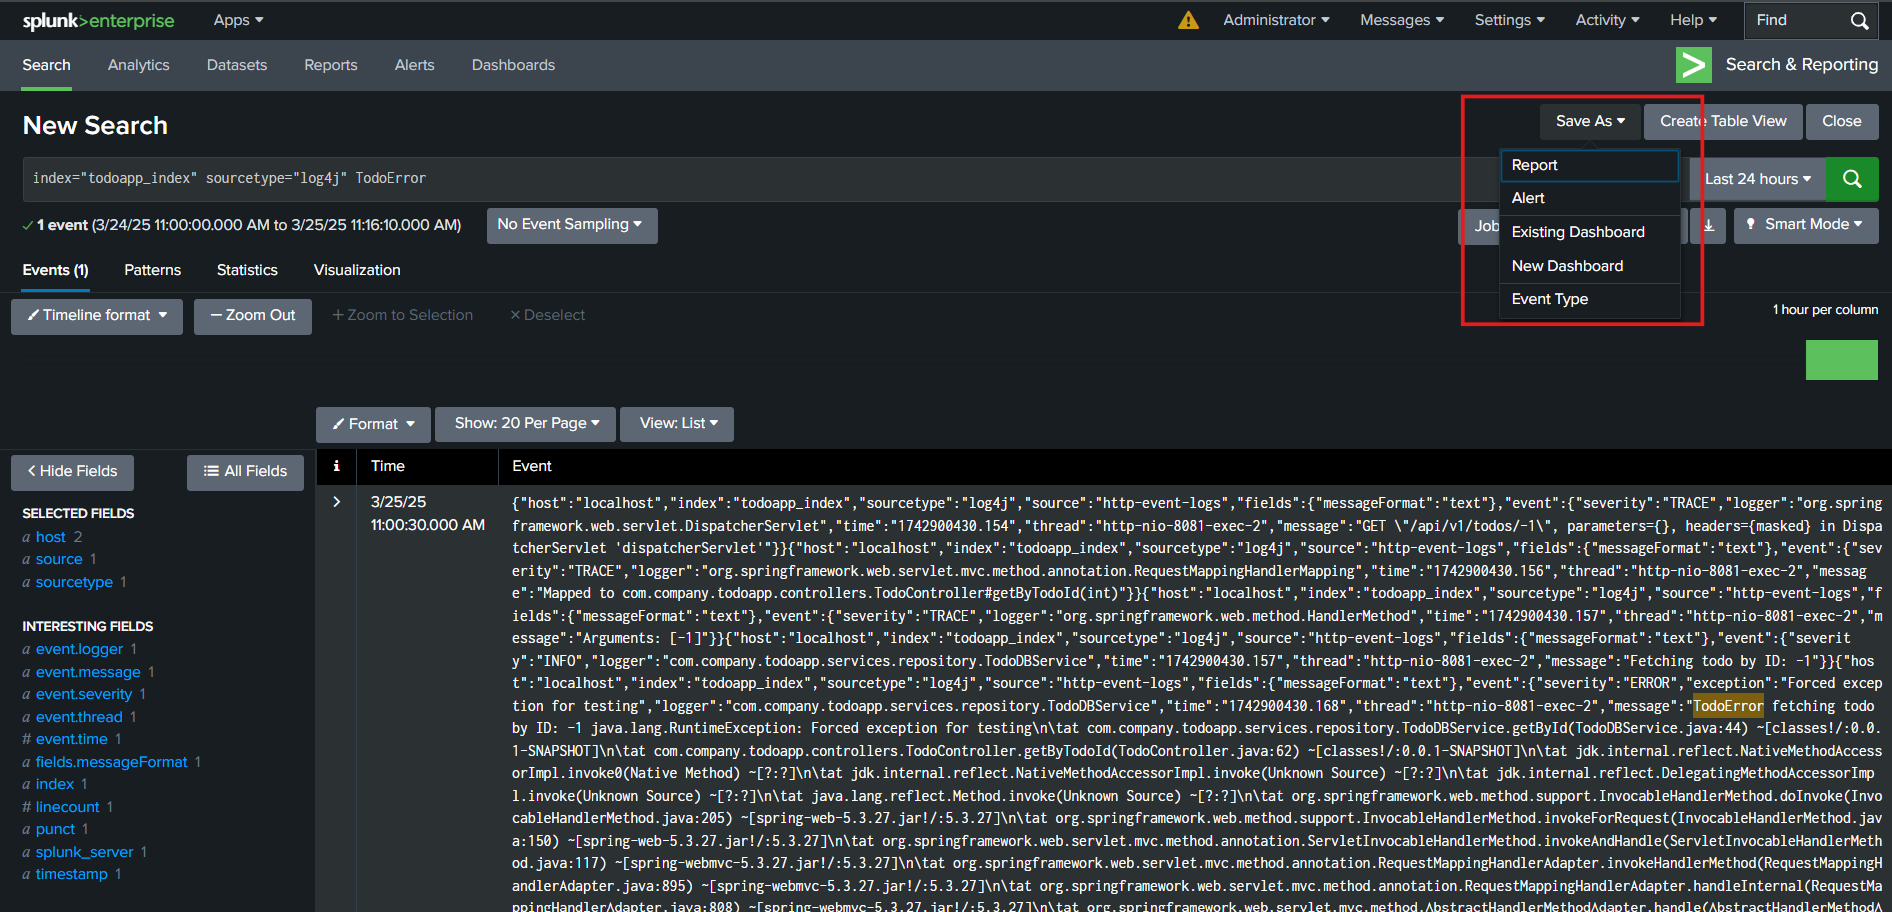 splunk>enterprise Apps ▾ Administrator ▾ Messages ▾ Settings ▾ Activity ▾ Help ▾ Find
Search Analytics Datasets Reports Alerts Dashboards > Search & Reporting
New Search Save As ▾ Create Table View Close
Report
Alert
Existing Dashboard
New Dashboard
Event Type
index="todoapp_index" sourcetype="log4j" TodoError Last 24 hours ▾
✓ 1 event (3/24/25 11:00:00.000 AM to 3/25/25 11:16:10.000 AM) No Event Sampling ▾ Job Smart Mode ▾
Events (1) Patterns Statistics Visualization
Timeline format ▾ — Zoom Out + Zoom to Selection × Deselect 1 hour per column
Format ▾ Show: 20 Per Page ▾ View: List ▾
< Hide Fields All Fields
SELECTED FIELDS
a host 2
a source 1
a sourcetype 1
INTERESTING FIELDS
a event.logger 1
a event.message 1
a event.severity 1
a event.thread 1
# event.time 1
a fields.messageFormat 1
a index 1
# linecount 1
a punct 1
a splunk_server 1
a timestamp 1
i Time Event
> 3/25/25
11:00:30.000 AM
{"host":"localhost","index":"todoapp_index","sourcetype":"log4j","source":"http-event-logs","fields":{"messageFormat":"text"},"event":{"severity":"TRACE","logger":"org.spring
framework.web.servlet.DispatcherServlet","time":"1742900430.154","thread":"http-nio-8081-exec-2","message":"GET \"/api/v1/todos/-1\", parameters={}, headers={masked} in Dispa
tcherServlet 'dispatcherServlet'"}}{"host":"localhost","index":"todoapp_index","sourcetype":"log4j","source":"http-event-logs","fields":{"messageFormat":"text"},"event":{"sev
erity":"TRACE","logger":"org.springframework.web.servlet.mvc.method.annotation.RequestMappingHandlerMapping","time":"1742900430.156","thread":"http-nio-8081-exec-2","messag
e":"Mapped to com.company.todoapp.controllers.TodoController#getByTodoId(int)"}}{"host":"localhost","index":"todoapp_index","sourcetype":"log4j","source":"http-event-logs","f
ields":{"messageFormat":"text"},"event":{"severity":"TRACE","logger":"org.springframework.web.method.HandlerMethod","time":"1742900430.157","thread":"http-nio-8081-exec-2","m
essage":"Arguments: [-1]"}}{"host":"localhost","index":"todoapp_index","sourcetype":"log4j","source":"http-event-logs","fields":{"messageFormat":"text"},"event":{"severit
y":"INFO","logger":"com.company.todoapp.services.repository.TodoDBService","time":"1742900430.157","thread":"http-nio-8081-exec-2","message":"Fetching todo by ID: -1"}}{"hos
t":"localhost","index":"todoapp_index","sourcetype":"log4j","source":"http-event-logs","fields":{"messageFormat":"text"},"event":{"severity":"ERROR","exception":"Forced excep
tion for testing","logger":"com.company.todoapp.services.repository.TodoDBService","time":"1742900430.168","thread":"http-nio-8081-exec-2","message":"TodoError fetching todo
by ID: -1 java.lang.RuntimeException: Forced exception for testing\n\tat com.company.todoapp.services.repository.TodoDBService.getById(TodoDBService.java:44) ~[classes!/:0.0.
1-SNAPSHOT]\n\tat com.company.todoapp.controllers.TodoController.getByTodoId(TodoController.java:62) ~[classes!/:0.0.1-SNAPSHOT]\n\tat jdk.internal.reflect.NativeMethodAccess
orImpl.invoke0(Native Method) ~[?:?]\n\tat jdk.internal.reflect.NativeMethodAccessorImpl.invoke(Unknown Source) ~[?:?]\n\tat jdk.internal.reflect.DelegatingMethodAccessorImp
l.invoke(Unknown Source) ~[?:?]\n\tat java.lang.reflect.Method.invoke(Unknown Source) ~[?:?]\n\tat org.springframework.web.method.support.InvocableHandlerMethod.doInvoke(Invo
cableHandlerMethod.java:205) ~[spring-web-5.3.27.jar!/:5.3.27]\n\tat org.springframework.web.method.support.InvocableHandlerMethod.invokeForRequest(InvocableHandlerMethod.jav
a:150) ~[spring-web-5.3.27.jar!/:5.3.27]\n\tat org.springframework.web.servlet.mvc.method.annotation.ServletInvocableHandlerMethod.invokeAndHandle(ServletInvocableHandlerMeth
od.java:117) ~[spring-webmvc-5.3.27.jar!/:5.3.27]\n\tat org.springframework.web.servlet.mvc.method.annotation.RequestMappingHandlerAdapter.invokeHandlerMethod(RequestMappingH
andlerAdapter.java:895) ~[spring-webmvc-5.3.27.jar!/:5.3.27]\n\tat org.springframework.web.servlet.mvc.method.annotation.RequestMappingHandlerAdapter.handleInternal(RequestMa
ppingHandlerAdapter.java:808) ~[spring-webmvc-5.3.27.jar!/:5.3.27]\n\tat org.springframework.web.servlet.mvc.method.AbstractHandlerMethodAdapter.handle(AbstractHandlerMethodA